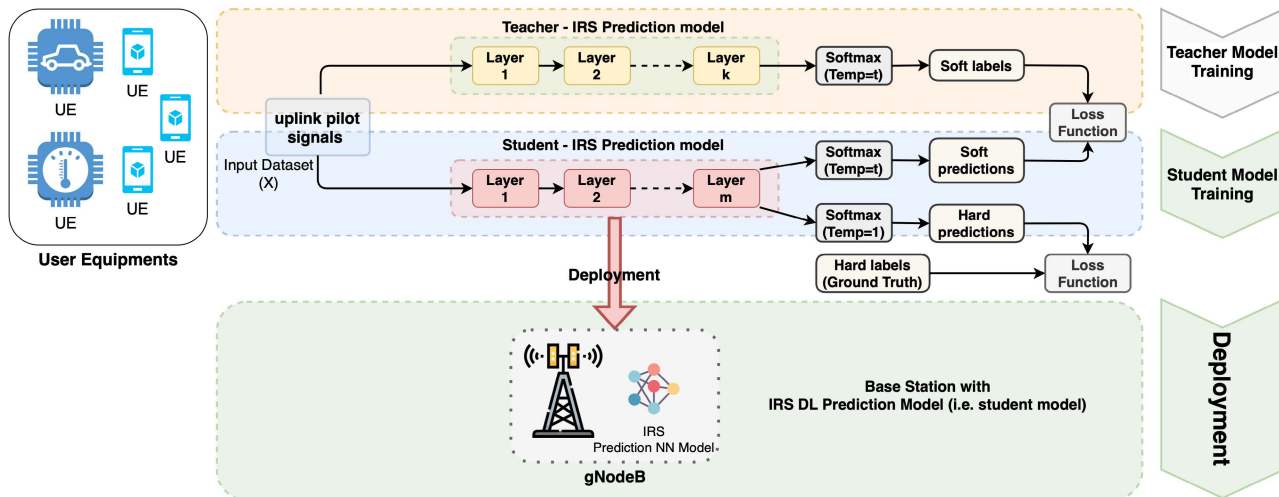 UE
UE
UE
UE
UE
User Equipments
Teacher - IRS Prediction model
Layer
1
Layer
2
Layer
k
Softmax
(Temp=t)
Soft labels
uplink pilot
signals
Input Dataset
(X)
Loss
Function
Student - IRS Prediction model
Layer
1
Layer
2
Layer
m
Softmax
(Temp=t)
Soft
predictions
Softmax
(Temp=1)
Hard
predictions
Hard labels
(Ground Truth)
Loss
Function
Deployment
IRS
Prediction NN Model
gNodeB
Base Station with
IRS DL Prediction Model (i.e. student model)
Teacher Model
Training
Student Model
Training
Deployment